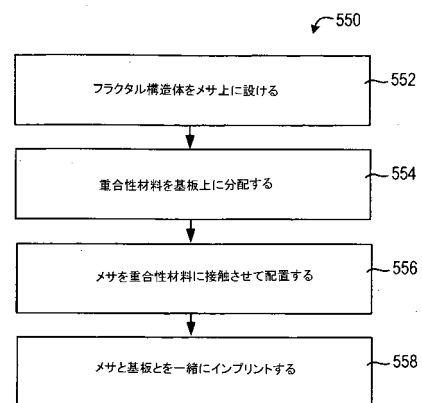 550
フラクタル構造体をメサ上に設ける
552
重合性材料を基板上に分配する
554
メサを重合性材料に接触させて配置する
556
メサと基板とを一緒にインプリントする
558